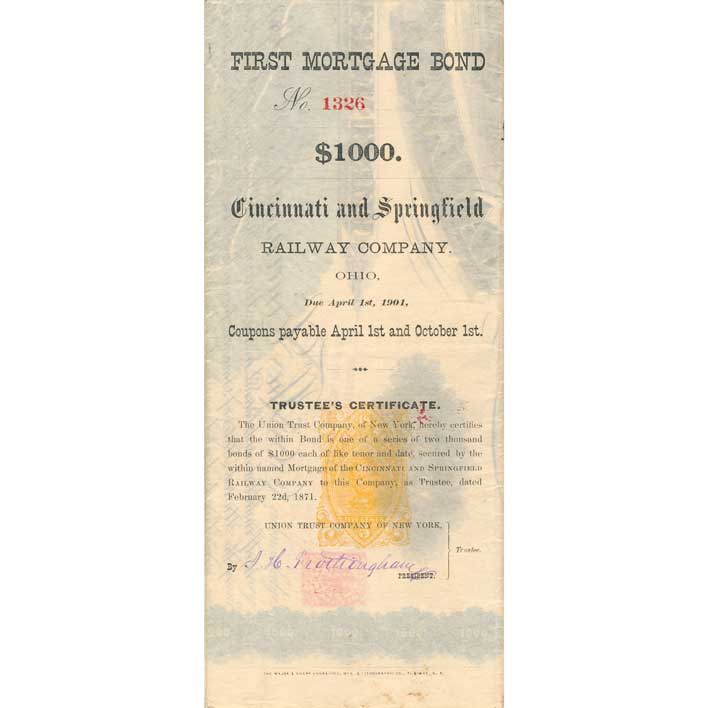 FIRST MORTGAGE BOND
No. 1326
$1000.
Cincinnati and Springfield
RAILWAY COMPANY.
OHIO,
Due April 1st, 1901,
Coupons payable April 1st and October 1st.
TRUSTEE'S CERTIFICATE.
The Union Trust Company, of New York, hereby certifies
that the within Bond is one of a series of two thousand
bonds of $1000 each of like tenor and date, secured by the
within named Mortgage of the CINCINNATI AND SPRINGFIELD
RAILWAY COMPANY to this Company, as Trustee, dated
February 22d, 1871.
UNION TRUST COMPANY OF NEW YORK,
Trustee.
By J. H. Frothingham
PRESIDENT.
1000 1000 1000